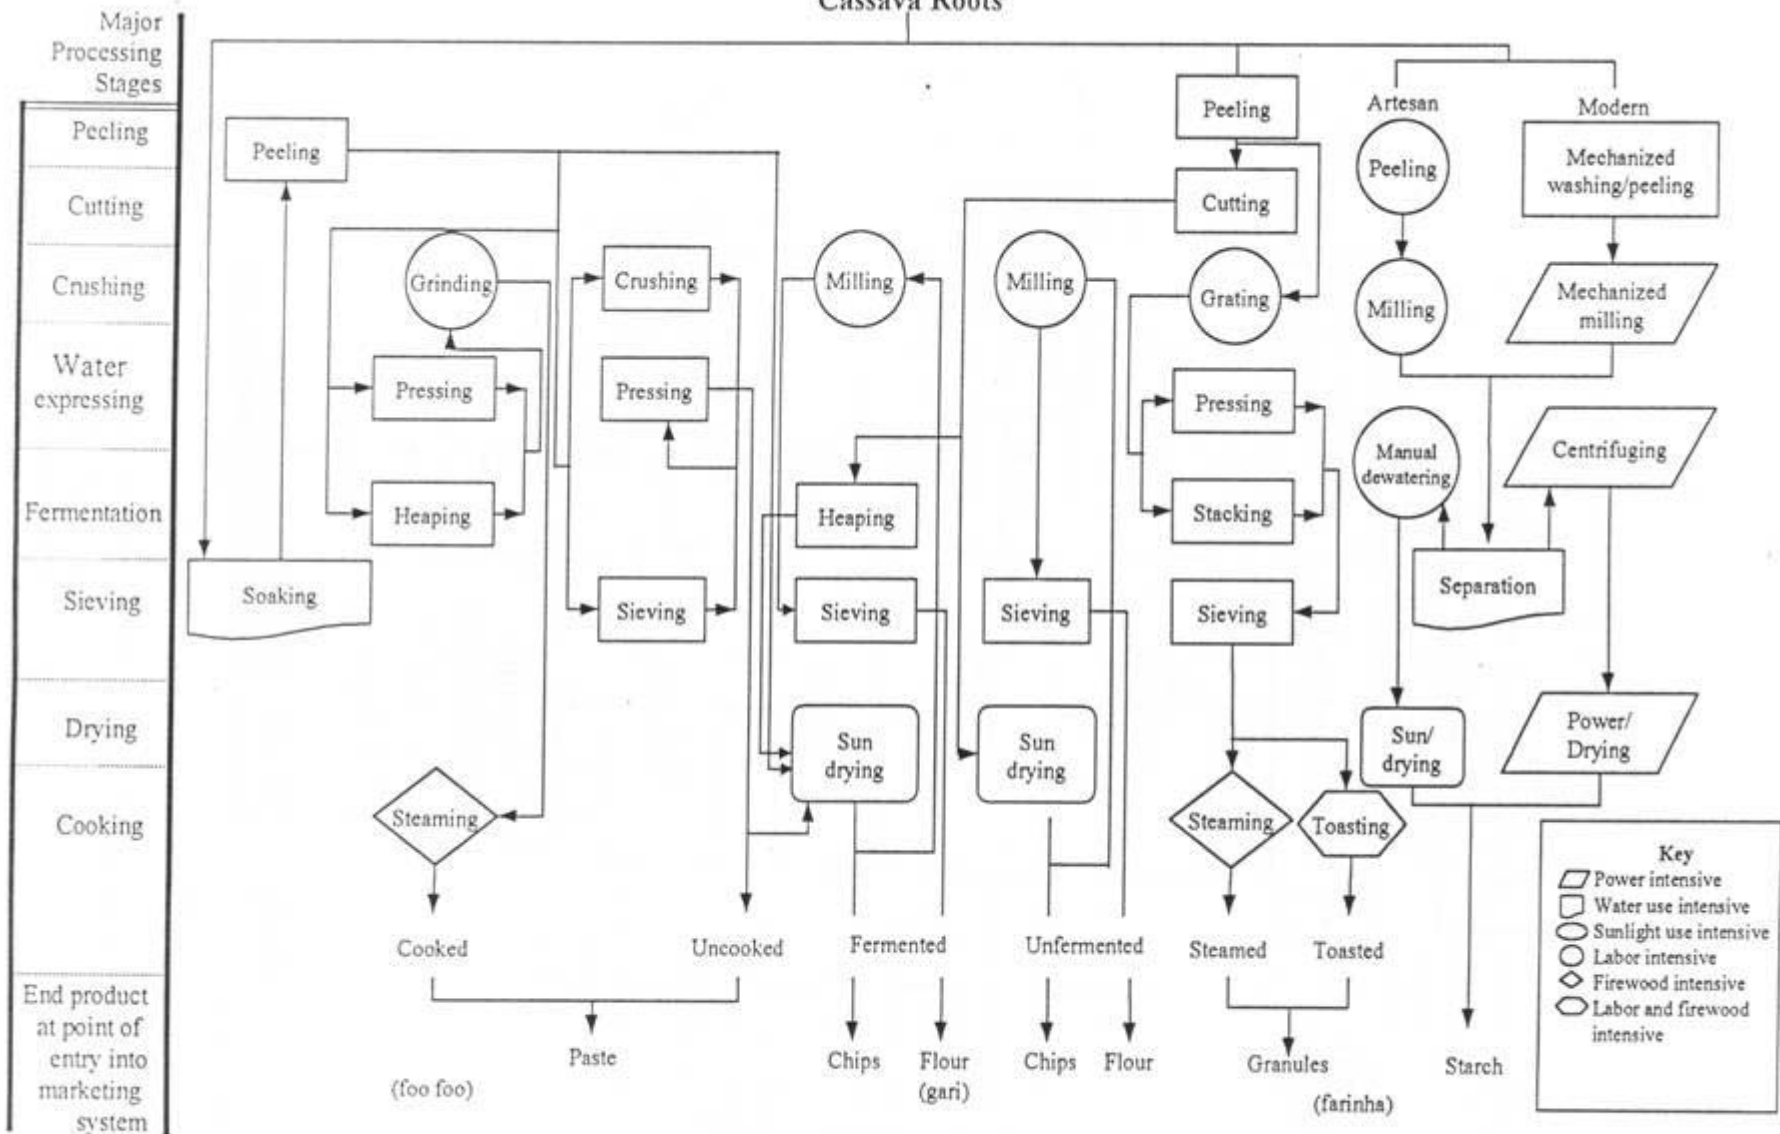 Cassava Roots
Major
Processing
Stages
Peeling
Cutting
Crushing
Water
expressing
Fermentation
Sieving
Drying
Cooking
End product
at point of
entry into
marketing
system
Peeling
Soaking
Grinding
Pressing
Heaping
Steaming
Cooked
Crushing
Pressing
Sieving
Uncooked
Paste
(foo foo)
Milling
Heaping
Sieving
Sun
drying
Fermented
Chips
Flour
(gari)
Milling
Sieving
Sun
drying
Unfermented
Chips
Flour
Peeling
Cutting
Grating
Pressing
Stacking
Sieving
Steaming
Toasting
Steamed
Toasted
Granules
(farinha)
Artesan
Peeling
Milling
Manual
dewatering
Separation
Sun/
drying
Modern
Mechanized
washing/peeling
Mechanized
milling
Centrifuging
Power/
Drying
Starch
Key
Power intensive
Water use intensive
Sunlight use intensive
Labor intensive
Firewood intensive
Labor and firewood
intensive